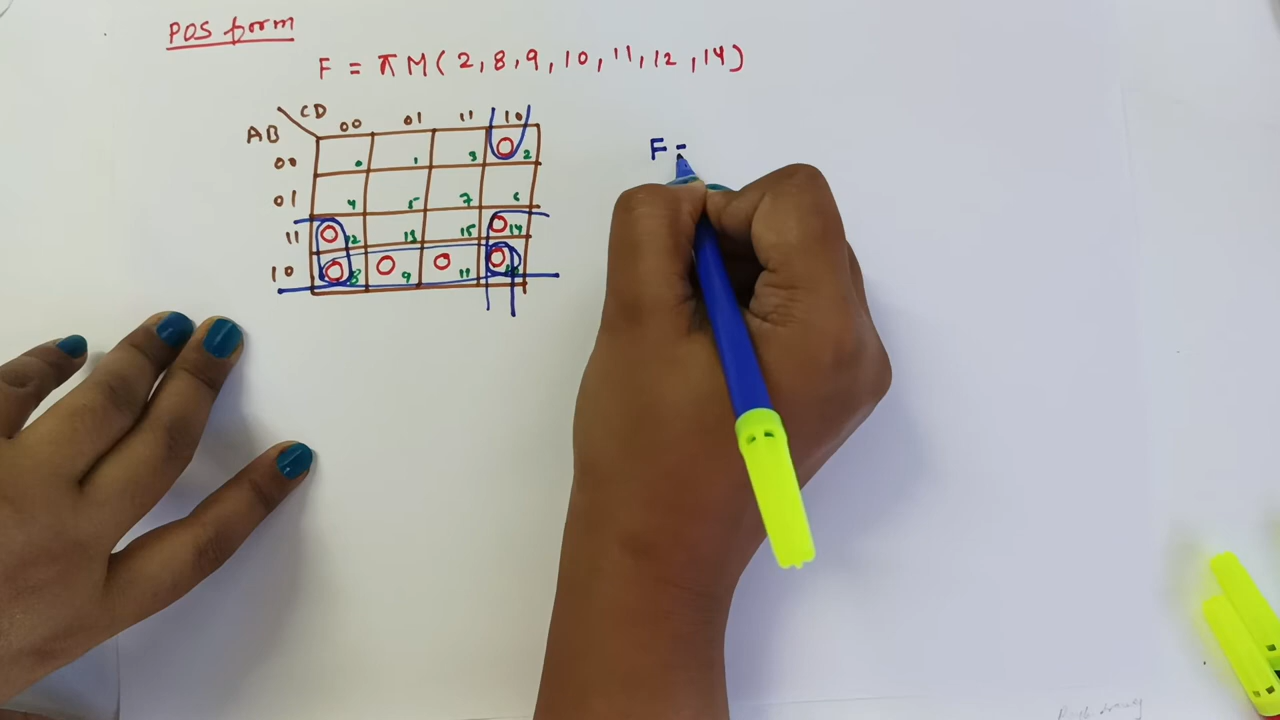 POS form
F = π M ( 2 , 8 , 9 , 10 , 11 , 12 , 14 )
CD
AB
00 01 11 10
00 0 0 1 3 2
01 4 5 7 6
11 0 12 13 15 0 14
10 0 8 0 9 0 11 0
F =